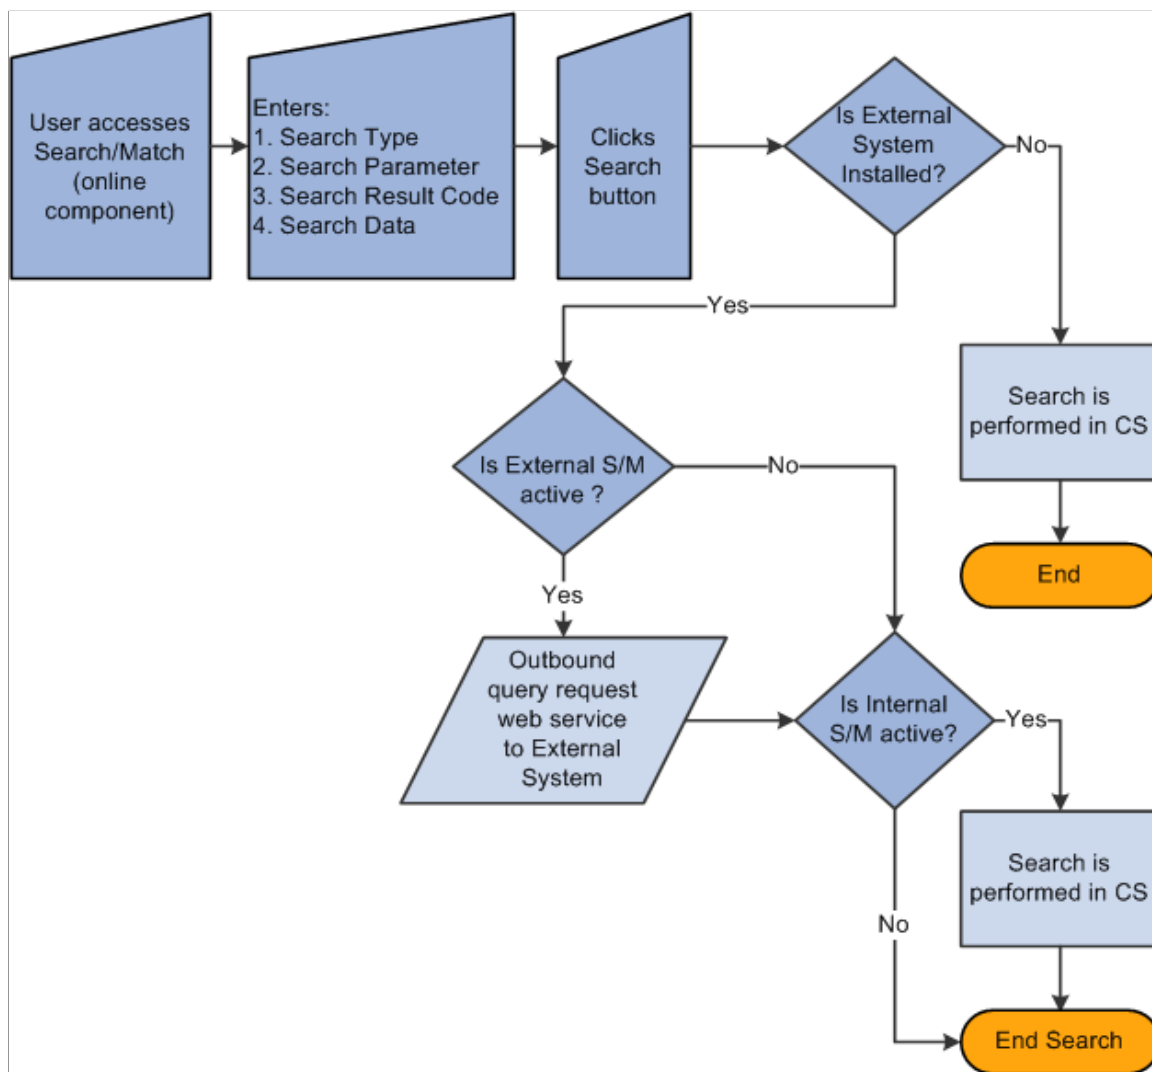 User accesses
Search/Match
(online
component)
Enters:
1. Search Type
2. Search Parameter
3. Search Result Code
4. Search Data
Clicks
Search
button
Is External
System
Installed?
No
Yes
Search is
performed in CS
End
Is External S/M
active ?
No
Yes
Outbound
query request
web service
to External
System
Is Internal
S/M active?
Yes
No
Search is
performed in CS
End Search